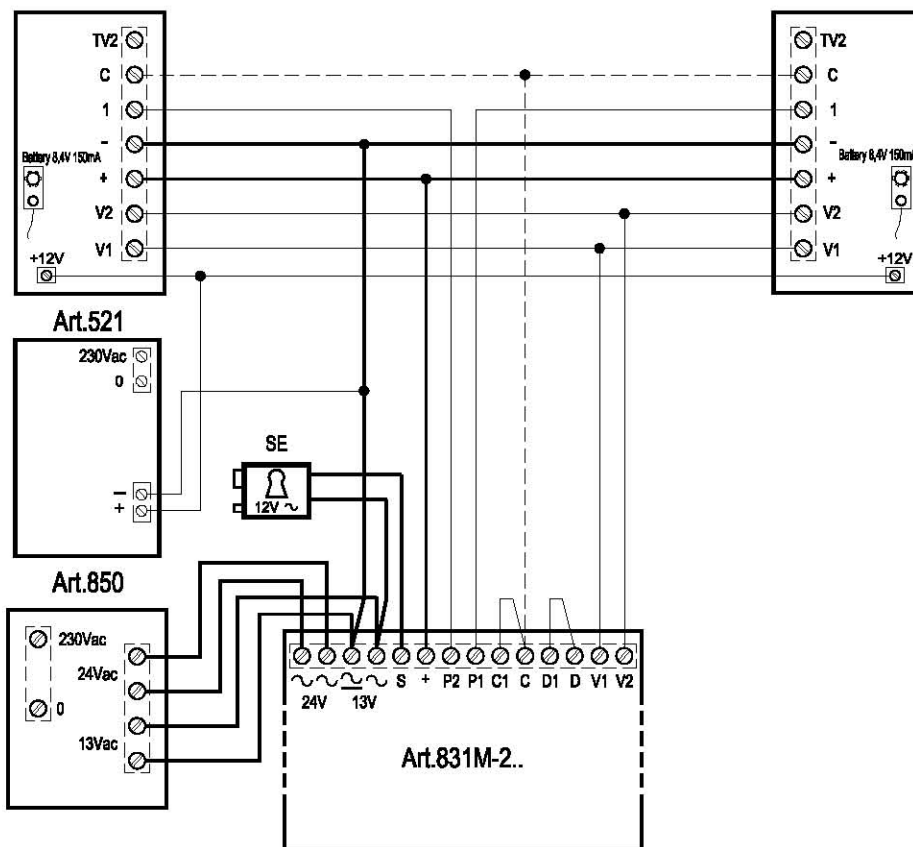 TV2
C
1
-
Battery 8,4V 150mA
+
V2
V1
+12V
TV2
C
1
-
Battery 8,4V 150mA
+
V2
V1
+12V
Art.521
230Vac
0
-
+
SE
12V ~
Art.850
230Vac
24Vac
0
13Vac
~ ~ ~ ~ S + P2 P1 C1 C D1 D V1 V2
24V 13V
Art.831M-2..